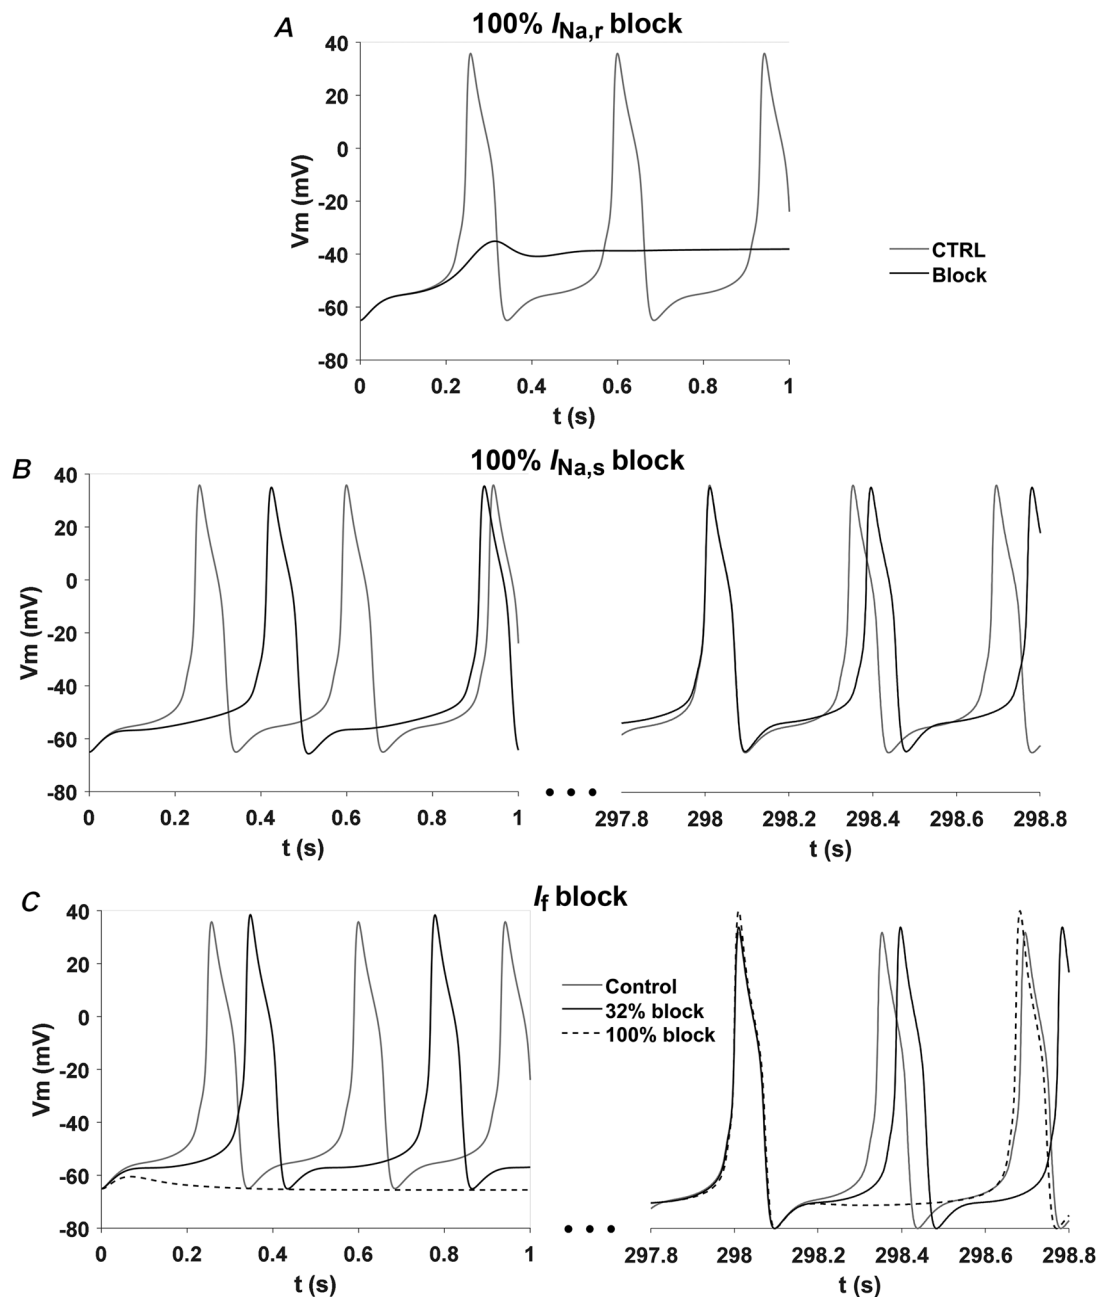 A
100% INa,r block
40
20
0
-20
-40
-60
-80
Vm (mV)
0 0.2 0.4 0.6 0.8 1
t (s)
CTRL
Block
B
100% INa,s block
40
20
0
-20
-40
-60
-80
Vm (mV)
0 0.2 0.4 0.6 0.8 1
t (s)
297.8 298 298.2 298.4 298.6 298.8
t (s)
C
If block
40
20
0
-20
-40
-60
-80
Vm (mV)
0 0.2 0.4 0.6 0.8 1
t (s)
Control
32% block
100% block
297.8 298 298.2 298.4 298.6 298.8
t (s)